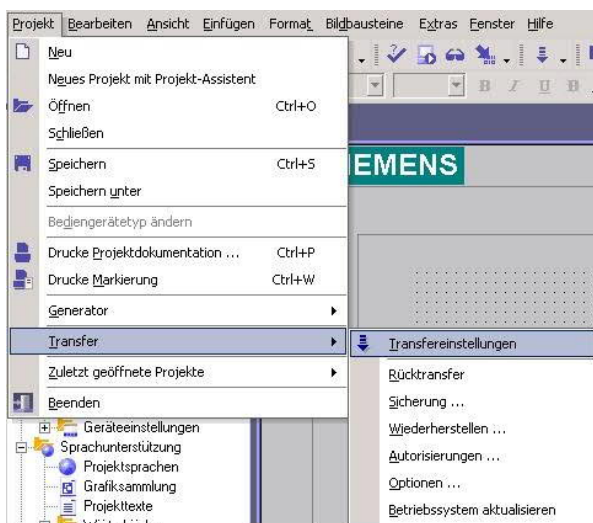 Projekt Bearbeiten Ansicht Einfügen Format Bildbausteine Extras Fenster Hilfe
Neu
Neues Projekt mit Projekt-Assistent
Öffnen Ctrl+O
Schließen
Speichern Ctrl+S
Speichern unter
Bediengerätetyp ändern
Drucke Projektdokumentation ... Ctrl+P
Drucke Markierung Ctrl+W
Generator
Transfer
Zuletzt geöffnete Projekte
Beenden
B I U B
IEMENS
Transfereinstellungen
Rücktransfer
Sicherung ...
Wiederherstellen ...
Autorisierungen ...
Optionen ...
Betriebssystem aktualisieren
Geräteeinstellungen
Sprachunterstützung
Projektsprachen
Grafiksammlung
Projekttexte